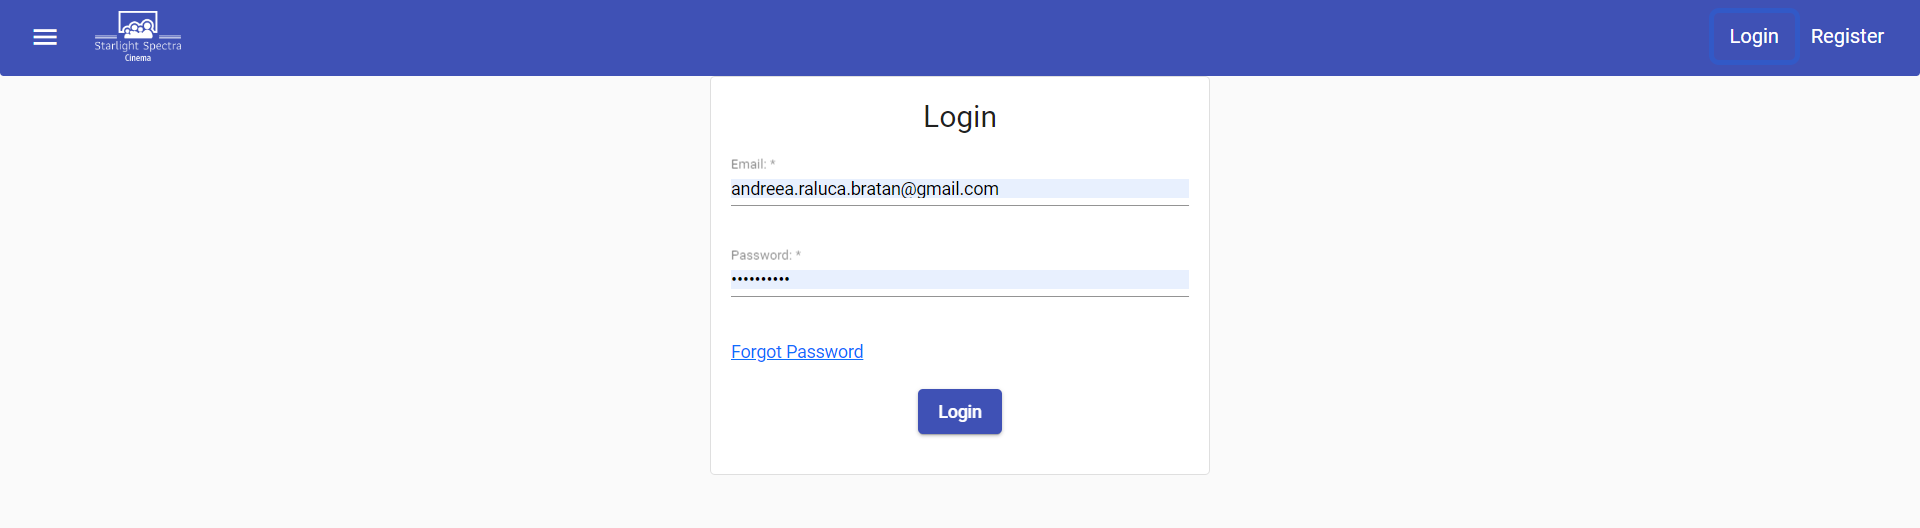 Starlight Spectra
Cinema
Login
Register
Login
Email: *
andreea.raluca.bratan@gmail.com
Password: *
••••••••••
Forgot Password
Login